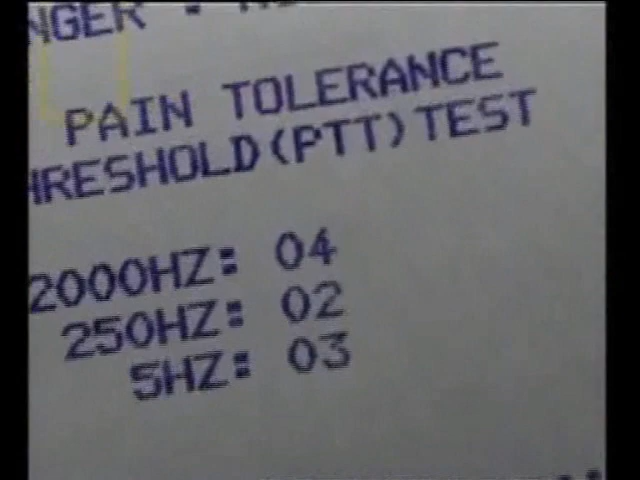 NGER :
PAIN TOLERANCE
HRESHOLD(PTT) TEST
2000HZ: 04
250HZ: 02
5HZ: 03